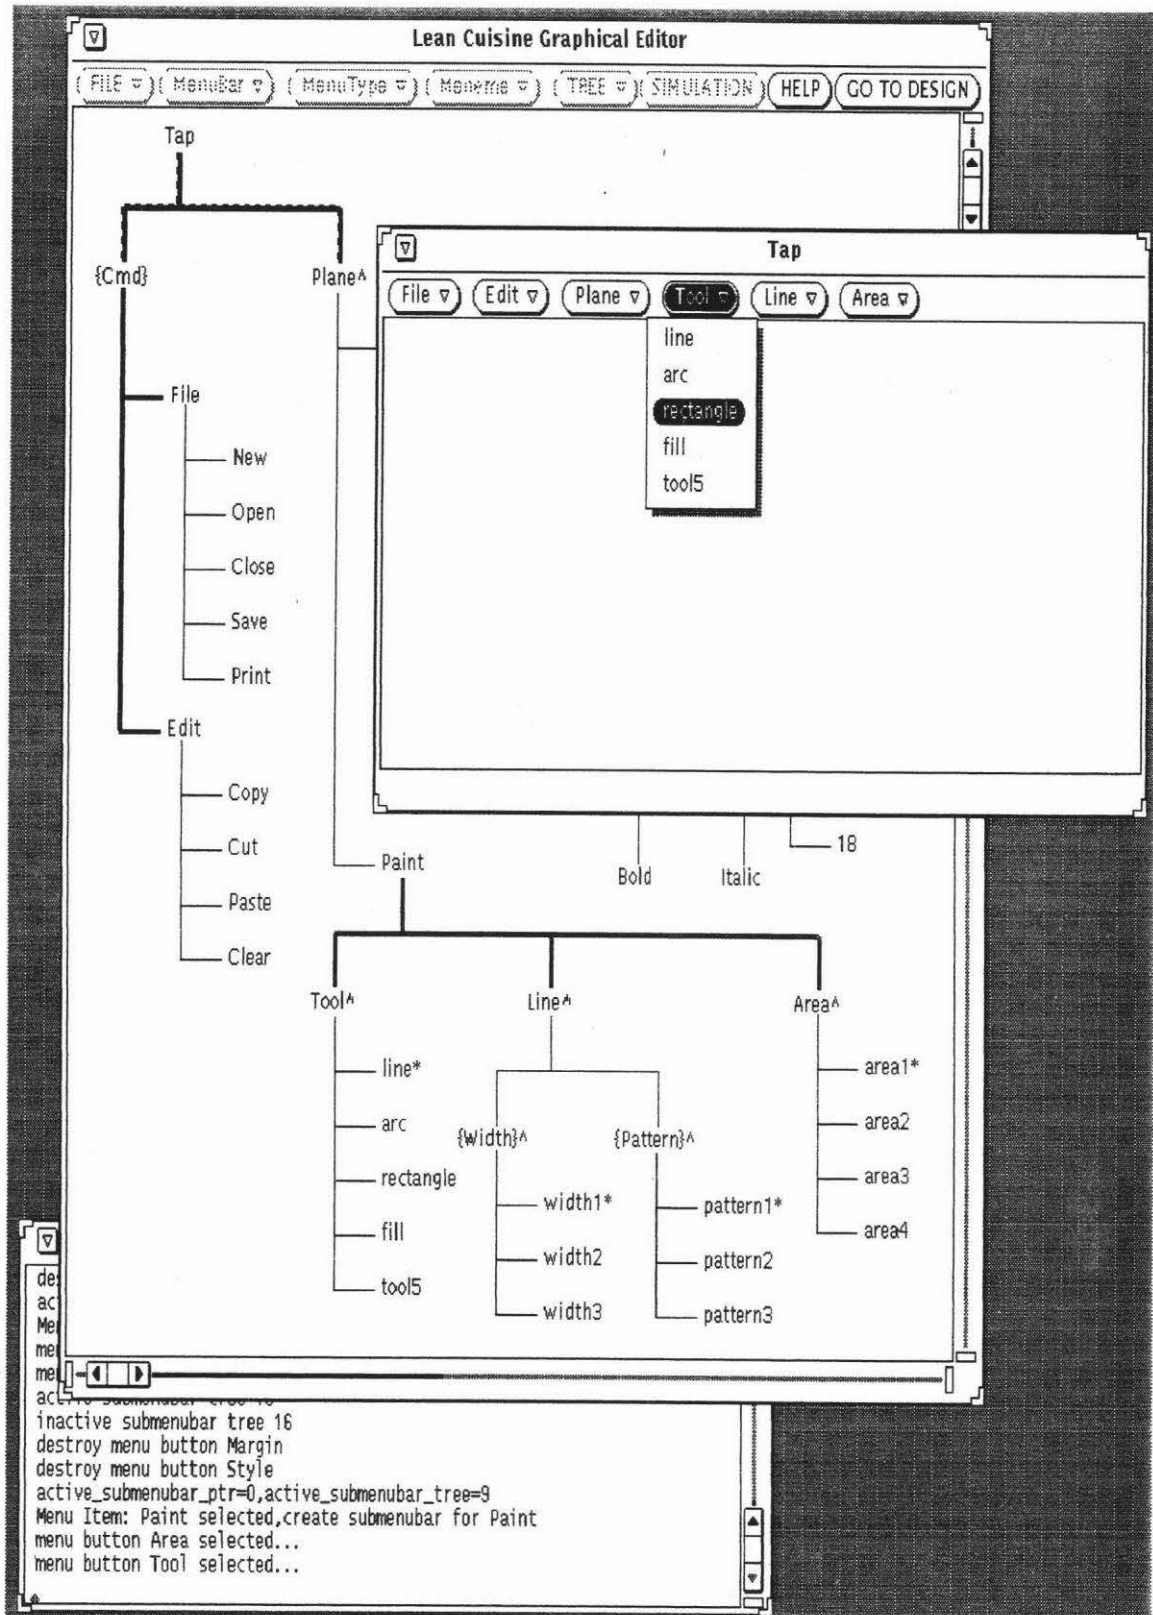 Lean Cuisine Graphical Editor
FILE MenuBar MenuType Meneme TREE SIMULATION HELP GO TO DESIGN
Tap
{Cmd}
Plane^
File
New
Open
Close
Save
Print
Edit
Copy
Cut
Paste
Clear
Tap
File Edit Plane Tool Line Area
line
arc
rectangle
fill
tool5
18
Bold Italic
Paint
Tool^ Line^ Area^
line*
arc
rectangle
fill
tool5
{Width}^
width1*
width2
width3
{Pattern}^
pattern1*
pattern2
pattern3
area1*
area2
area3
area4
inactive submenubar tree 16
destroy menu button Margin
destroy menu button Style
active_submenubar_ptr=0,active_submenubar_tree=9
Menu Item: Paint selected,create submenubar for Paint
menu button Area selected...
menu button Tool selected...